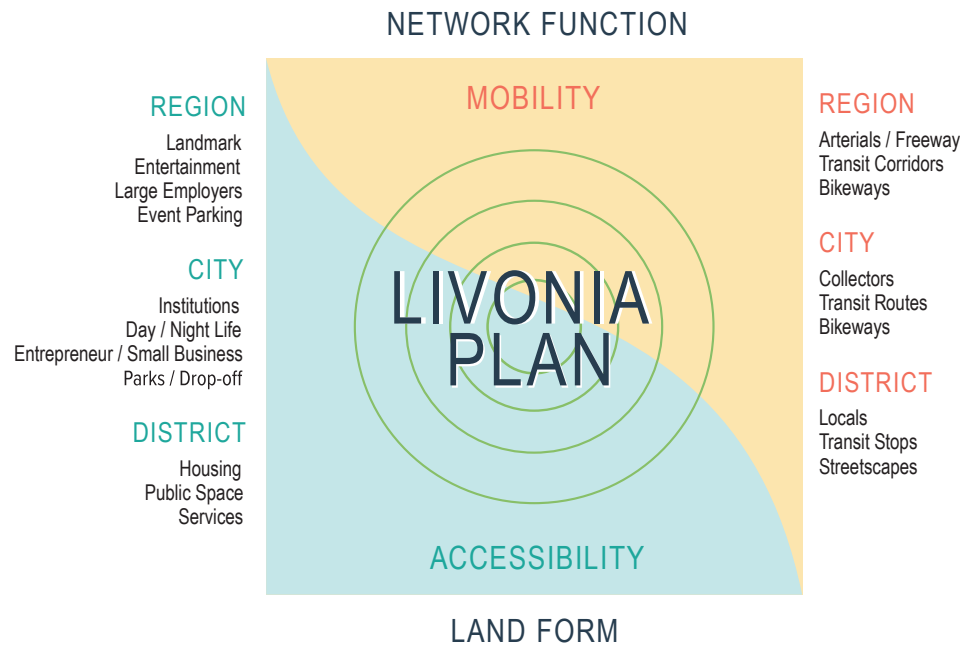 NETWORK FUNCTION
REGION
Landmark
Entertainment
Large Employers
Event Parking
CITY
Institutions
Day / Night Life
Entrepreneur / Small Business
Parks / Drop-off
DISTRICT
Housing
Public Space
Services
MOBILITY
LIVONIA
PLAN
ACCESSIBILITY
REGION
Arterials / Freeway
Transit Corridors
Bikeways
CITY
Collectors
Transit Routes
Bikeways
DISTRICT
Locals
Transit Stops
Streetscapes
LAND FORM